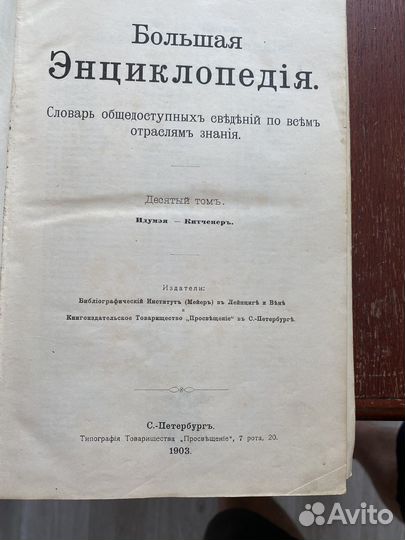 Большая
Энциклопедія.
Словарь общедоступныхъ свѣдѣній по всѣмъ
отраслямъ знанія.
Десятый томъ.
Идумэя — Китченеръ.
Издатели:
Библіографическій Институтъ (Мейеръ) въ Лейпцигѣ и Вѣнѣ
и
Книгоиздательское Товарищество „Просвѣщеніе" въ С.-Петербургѣ.
С.-Петербургъ.
Типографія Товарищества „Просвѣщеніе", 7 рота, 20.
1903.
Avito